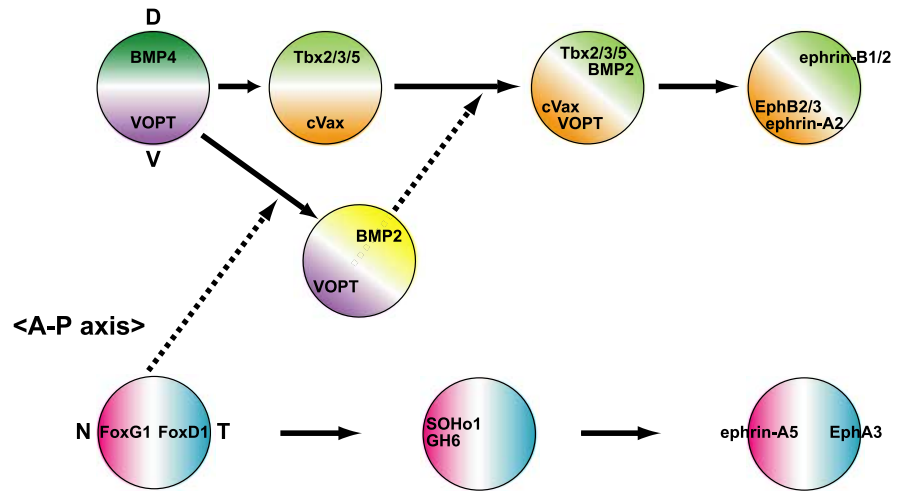 D
BMP4
VOPT
V
Tbx2/3/5
cVax
Tbx2/3/5
BMP2
cVax
VOPT
ephrin-B1/2
EphB2/3
ephrin-A2
BMP2
VOPT
<A-P axis>
N
FoxG1
FoxD1
T
SOHo1
GH6
ephrin-A5
EphA3